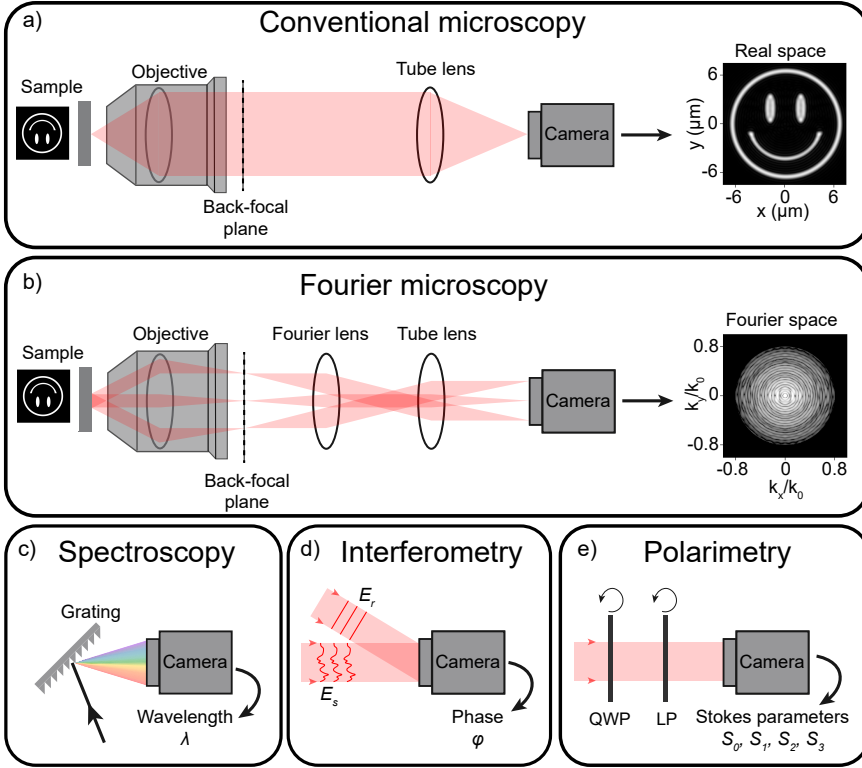 a)
Conventional microscopy
Sample
Objective
Tube lens
Camera
Back-focal
plane
Real space
y (µm)
6
0
-6
-6 0 6
x (µm)
b)
Fourier microscopy
Sample
Objective
Fourier lens
Tube lens
Camera
Back-focal
plane
Fourier space
k_y/k_0
0.8
0
-0.8
-0.8 0 0.8
k_x/k_0
c) Spectroscopy
Grating
Camera
Wavelength
λ
d) Interferometry
E_r
E_s
Camera
Phase
φ
e) Polarimetry
QWP
LP
Camera
Stokes parameters
S_0, S_1, S_2, S_3